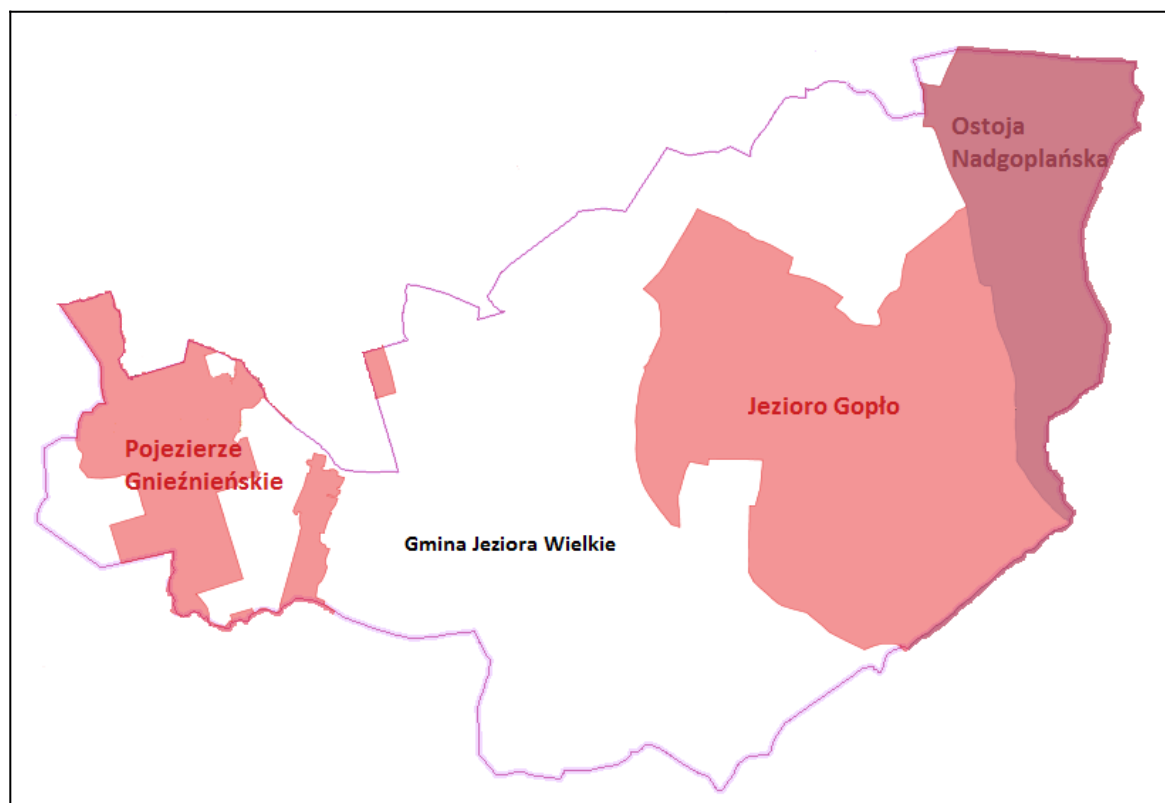 Ostoja
Nadgoplańska
Jezioro Gopło
Pojezierze
Gnieźnieńskie
Gmina Jeziora Wielkie